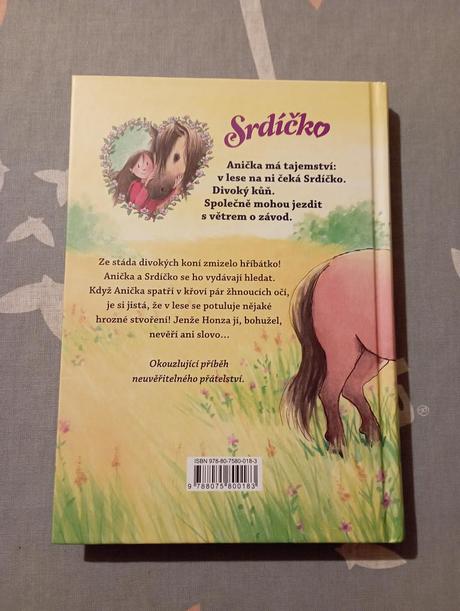 Srdíčko
Anička má tajemství:
v lese na ni čeká Srdíčko.
Divoký kůň.
Společně mohou jezdit
s větrem o závod.
Ze stáda divokých koní zmizelo hříbátko!
Anička a Srdíčko se ho vydávají hledat.
Když Anička spatří v křoví pár žhnoucích očí,
je si jistá, že v lese se potuluje nějaké
hrozné stvoření! Jenže Honza jí, bohužel,
nevěří ani slovo…
Okouzlující příběh
neuvěřitelného přátelství.
ISBN 978-80-7580-018-3
9 788075 800183